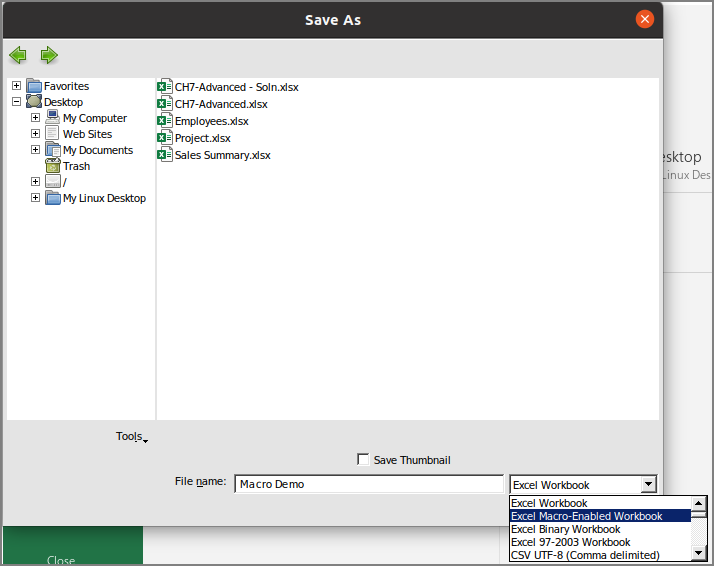 Save As
Favorites
Desktop
My Computer
Web Sites
My Documents
Trash
/
My Linux Desktop
CH7-Advanced - Soln.xlsx
CH7-Advanced.xlsx
Employees.xlsx
Project.xlsx
Sales Summary.xlsx
esktop
Linux Des
Tools
Save Thumbnail
File name: Macro Demo Excel Workbook
Excel Workbook
Excel Macro-Enabled Workbook
Excel Binary Workbook
Excel 97-2003 Workbook
CSV UTF-8 (Comma delimited)
Close